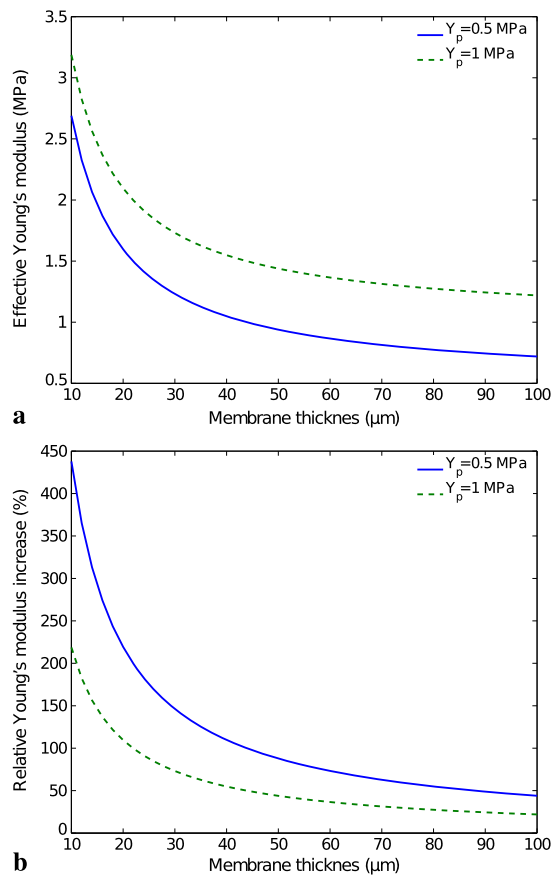 3.5
3
2.5
2
1.5
1
0.5
Effective Young's modulus (MPa)
Y_p=0.5 MPa
Y_p=1 MPa
10 20 30 40 50 60 70 80 90 100
Membrane thicknes (μm)
a
450
400
350
300
250
200
150
100
50
0
Relative Young's modulus increase (%)
Y_p=0.5 MPa
Y_p=1 MPa
10 20 30 40 50 60 70 80 90 100
Membrane thicknes (μm)
b